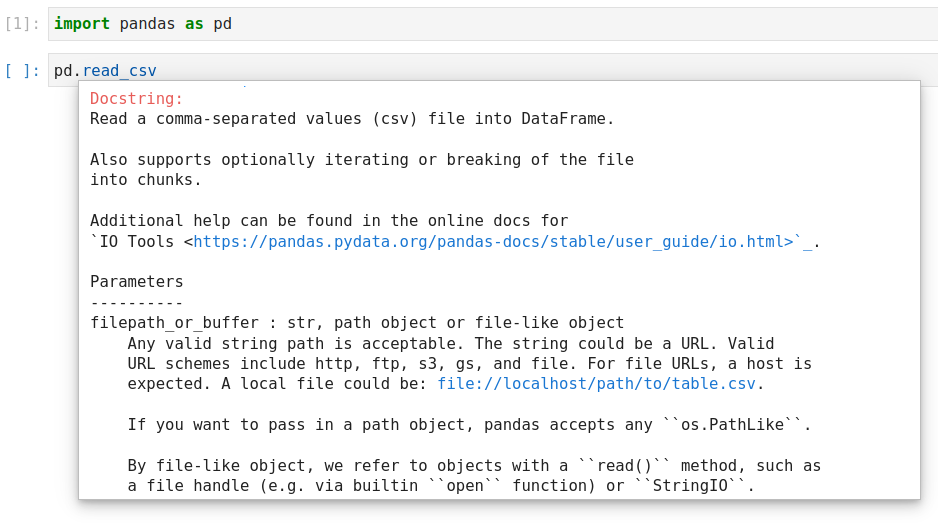 [1]: import pandas as pd
[ ]: pd.read_csv
Docstring:
Read a comma-separated values (csv) file into DataFrame.
Also supports optionally iterating or breaking of the file
into chunks.
Additional help can be found in the online docs for
`IO Tools <https://pandas.pydata.org/pandas-docs/stable/user_guide/io.html>`_.
Parameters
----------
filepath_or_buffer : str, path object or file-like object
    Any valid string path is acceptable. The string could be a URL. Valid
    URL schemes include http, ftp, s3, gs, and file. For file URLs, a host is
    expected. A local file could be: file://localhost/path/to/table.csv.
    If you want to pass in a path object, pandas accepts any ``os.PathLike``.
    By file-like object, we refer to objects with a ``read()`` method, such as
    a file handle (e.g. via builtin ``open`` function) or ``StringIO``.